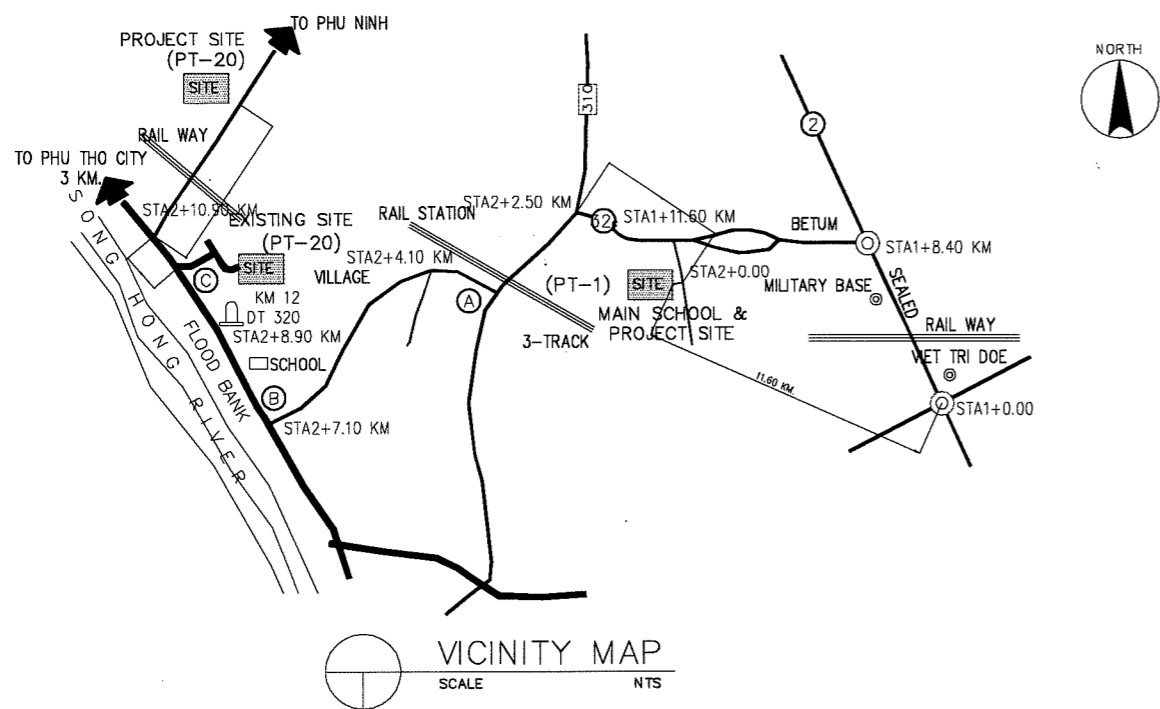 TO PHU NINH
PROJECT SITE
(PT-20)
SITE
NORTH
310
2
RAIL WAY
TO PHU THO CITY
3 KM.
STA2+10.90 KM
EXISTING SITE
(PT-20)
SITE
RAIL STATION
STA2+2.50 KM
32
STA1+11.60 KM
BETUM
STA1+8.40 KM
SEALED
VILLAGE
STA2+4.10 KM
A
(PT-1)
SITE
STA2+0.00
MAIN SCHOOL &
PROJECT SITE
MILITARY BASE
C
KM 12
DT 320
STA2+8.90 KM
3-TRACK
RAIL WAY
VIET TRI DOE
11.60 KM.
STA1+0.00
SCHOOL
B
STA2+7.10 KM
FLOOD BANK
SONG HONG RIVER
VICINITY MAP
SCALE NTS